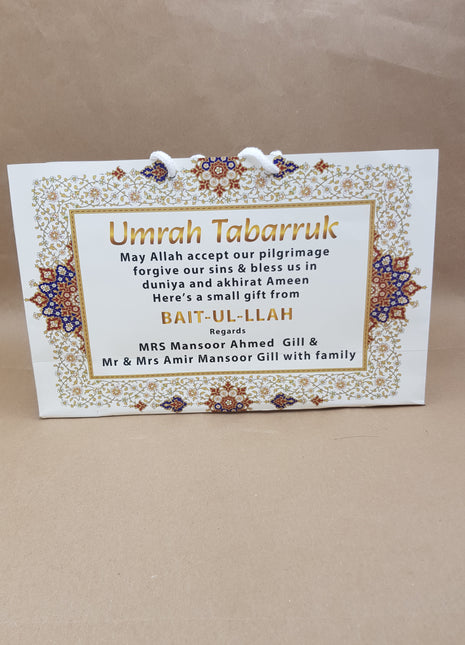 Umrah Tabarruk
May Allah accept our pilgrimage
forgive our sins & bless us in
duniya and akhirat Ameen
Here's a small gift from
BAIT-UL-LLAH
Regards
MRS Mansoor Ahmed Gill &
Mr & Mrs Amir Mansoor Gill with family